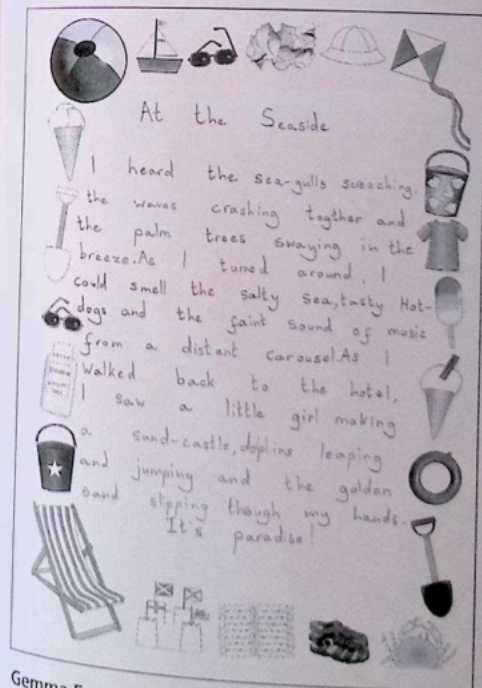 At the Seaside
I heard the sea-gulls screeching,
the waves crashing togther and
the palm trees swaying in the
breeze.As I turned around, I
could smell the salty sea,tasty Hot-
dogs and the faint sound of music
from a distant carousel.As I
walked back to the hotel,
I saw a little girl making
a sand-castle, leaping
and jumping and the golden
sand slipping though my hands.
It's paradise!
Gemma